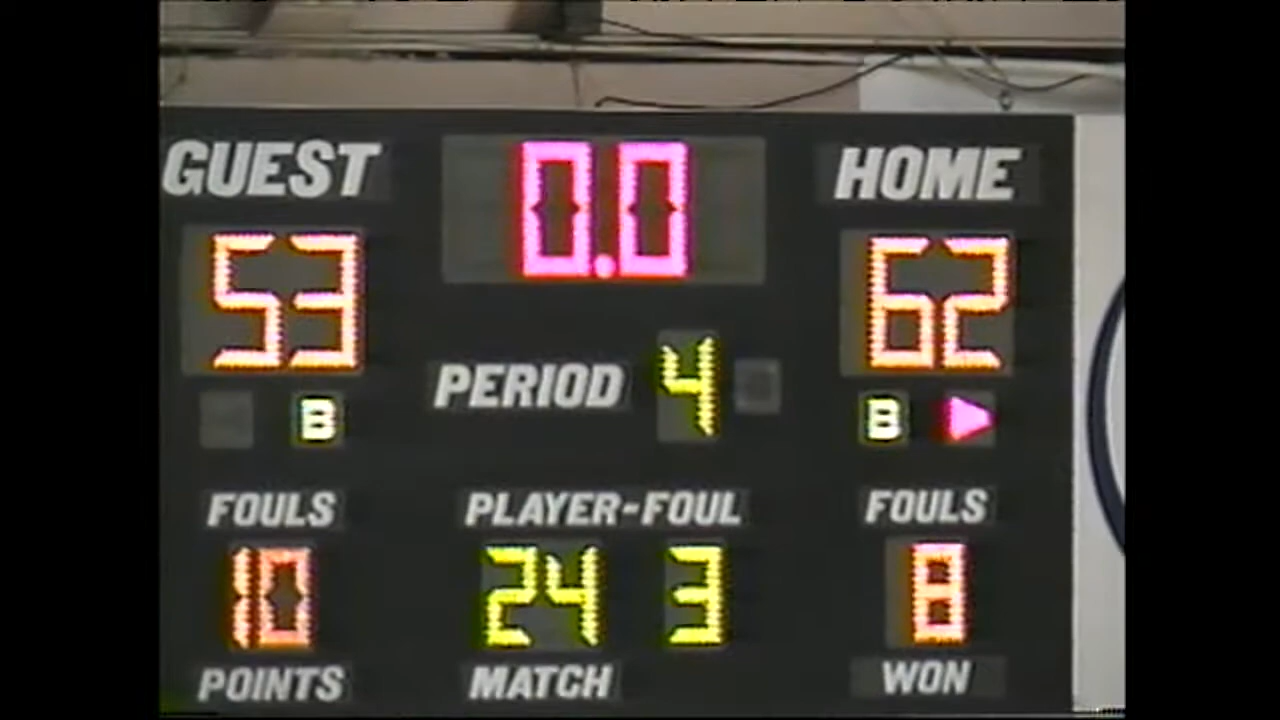 GUEST 0.0 HOME
53 62
PERIOD 4
B B
FOULS PLAYER-FOUL FOULS
10 24 3 8
POINTS MATCH WON